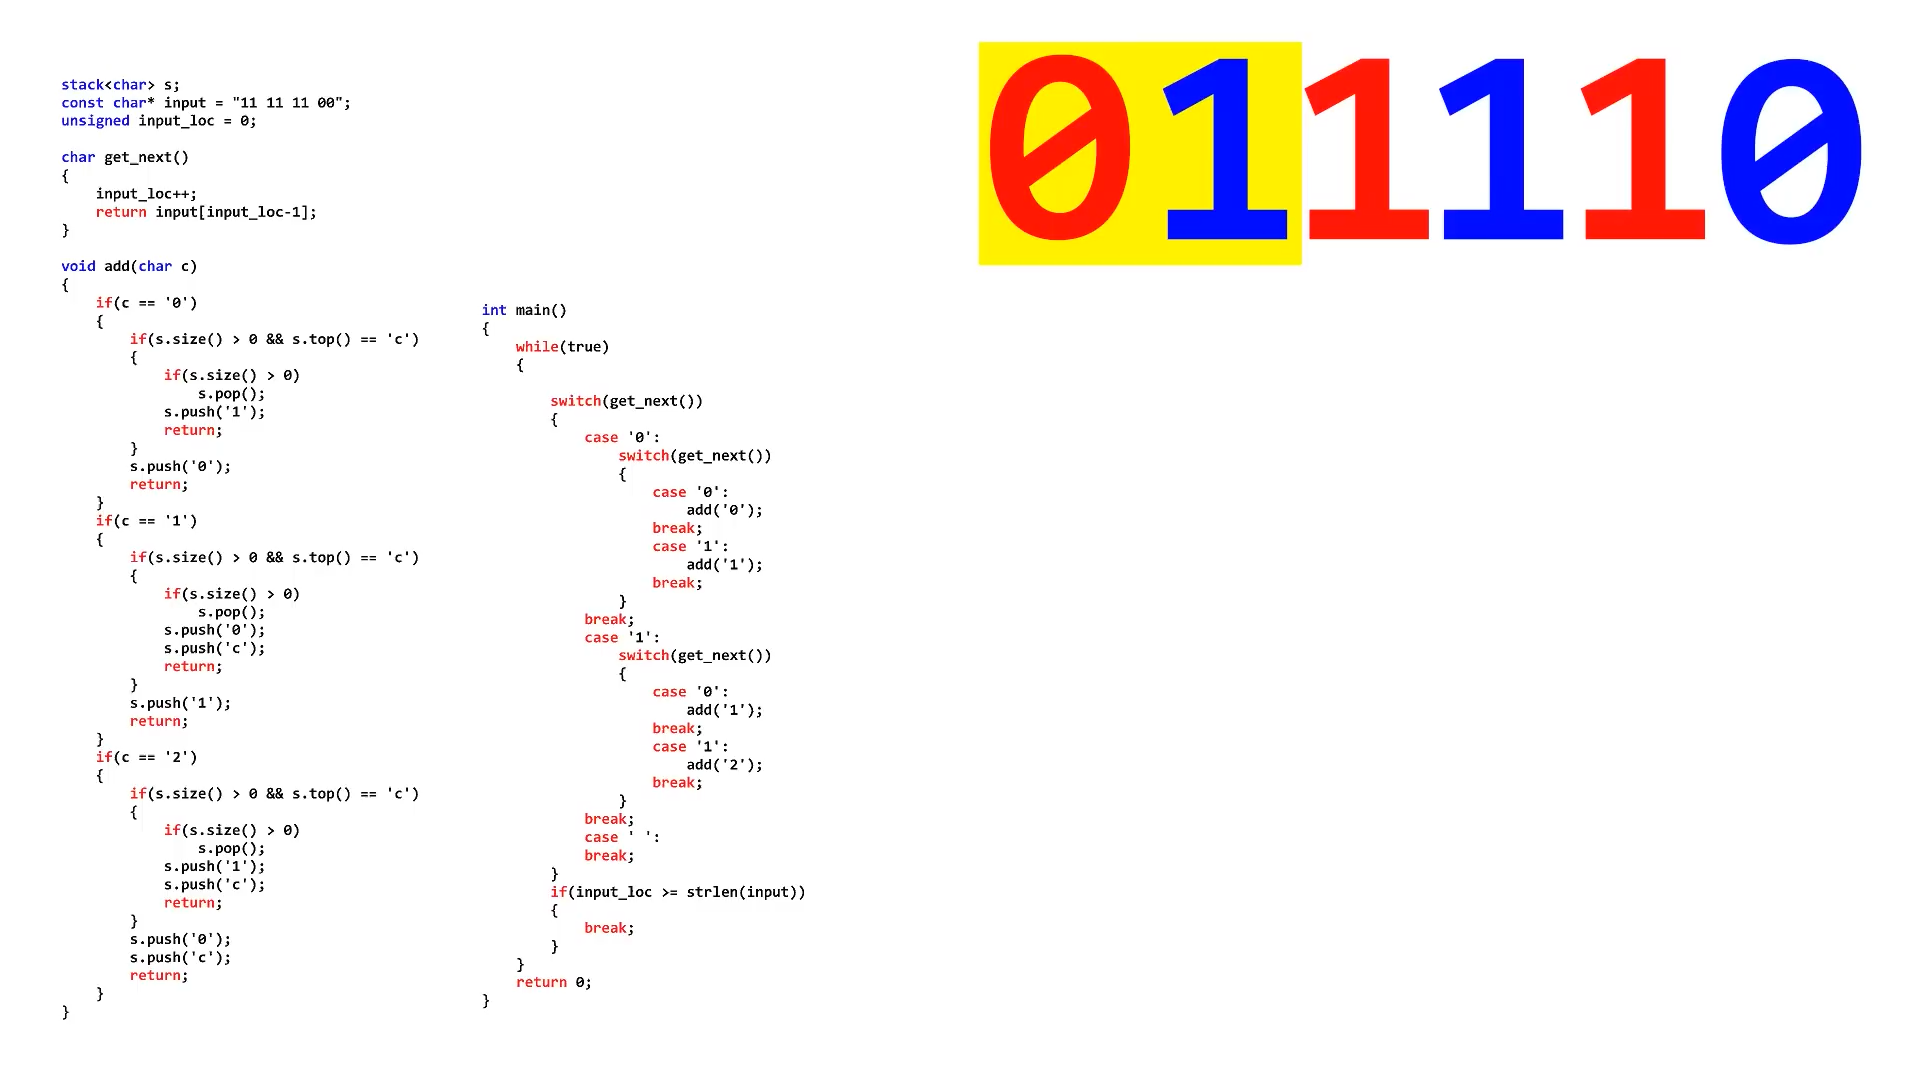 stack<char> s;
const char* input = "11 11 11 00";
unsigned input_loc = 0;
char get_next()
{
    input_loc++;
    return input[input_loc-1];
}
void add(char c)
{
    if(c == '0')
    {
        if(s.size() > 0 && s.top() == 'c')
        {
            if(s.size() > 0)
                s.pop();
            s.push('1');
            return;
        }
        s.push('0');
        return;
    }
    if(c == '1')
    {
        if(s.size() > 0 && s.top() == 'c')
        {
            if(s.size() > 0)
                s.pop();
            s.push('0');
            s.push('c');
            return;
        }
        s.push('1');
        return;
    }
    if(c == '2')
    {
        if(s.size() > 0 && s.top() == 'c')
        {
            if(s.size() > 0)
                s.pop();
            s.push('1');
            s.push('c');
            return;
        }
        s.push('0');
        s.push('c');
        return;
    }
}
int main()
{
    while(true)
    {
        switch(get_next())
        {
            case '0':
                switch(get_next())
                {
                    case '0':
                        add('0');
                    break;
                    case '1':
                        add('1');
                    break;
                }
            break;
            case '1':
                switch(get_next())
                {
                    case '0':
                        add('1');
                    break;
                    case '1':
                        add('2');
                    break;
                }
            break;
            case ' ':
            break;
        }
        if(input_loc >= strlen(input))
        {
            break;
        }
    }
    return 0;
}
011110